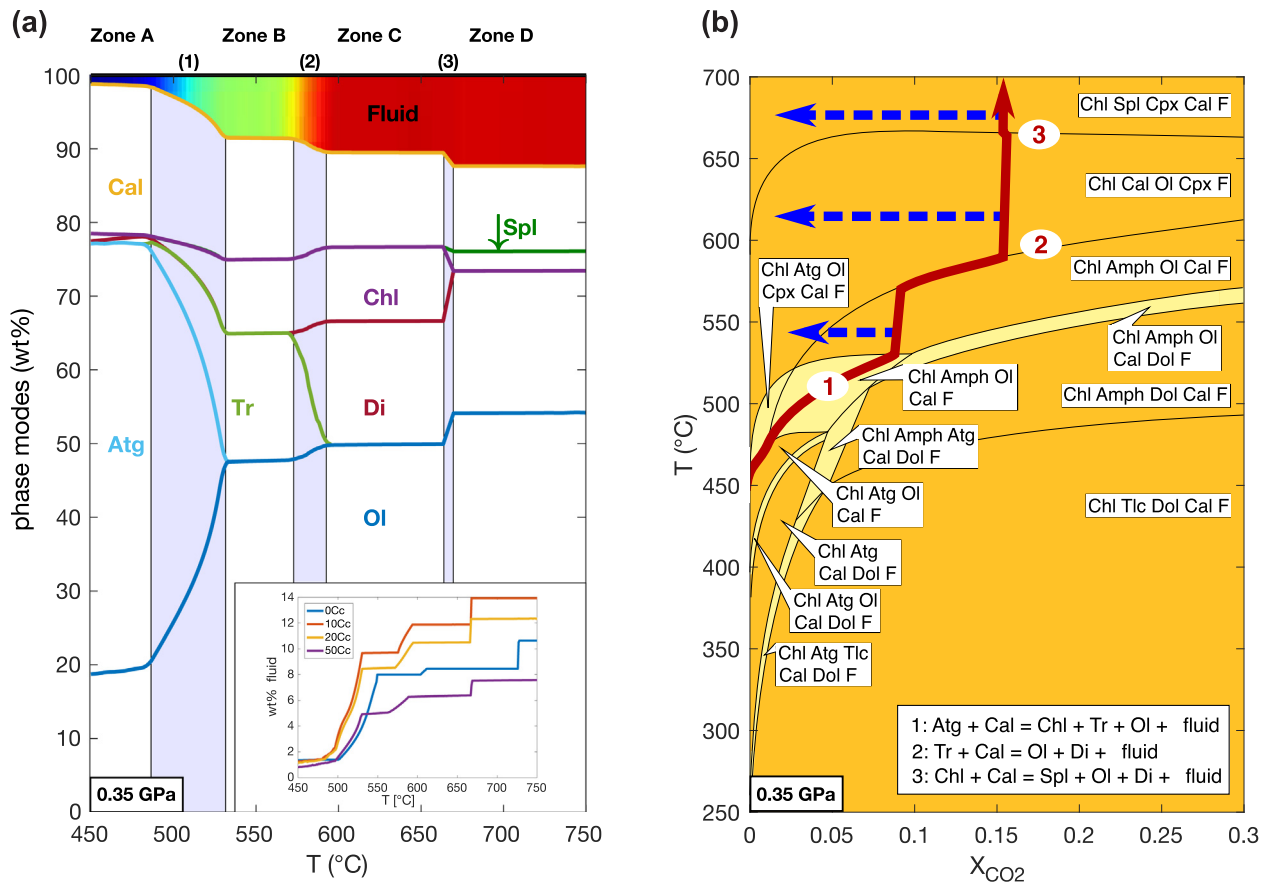 (a)
Zone A
Zone B
Zone C
Zone D
(1)
(2)
(3)
100
90
80
70
60
50
40
30
20
10
0
phase modes (wt%)
Fluid
Cal
Spl
Chl
Tr
Di
Atg
Ol
0.35 GPa
450
500
550
600
650
700
750
T (°C)
14
12
10
8
6
4
2
0
wt% fluid
0Cc
10Cc
20Cc
50Cc
450
500
550
600
650
700
750
T [°C]
(b)
700
650
600
550
500
450
400
350
300
250
T (°C)
Chl Spl Cpx Cal F
3
Chl Cal Ol Cpx F
2
Chl Atg Ol
Cpx Cal F
Chl Amph Ol Cal F
Chl Amph Ol
Cal Dol F
1
Chl Amph Ol
Cal F
Chl Amph Dol Cal F
Chl Amph Atg
Cal Dol F
Chl Atg Ol
Cal F
Chl Tlc Dol Cal F
Chl Atg
Cal Dol F
Chl Atg Ol
Cal Dol F
Chl Atg Tlc
Cal Dol F
1: Atg + Cal = Chl + Tr + Ol + fluid
2: Tr + Cal = Ol + Di + fluid
3: Chl + Cal = Spl + Ol + Di + fluid
0.35 GPa
0
0.05
0.1
0.15
0.2
0.25
0.3
XCO2